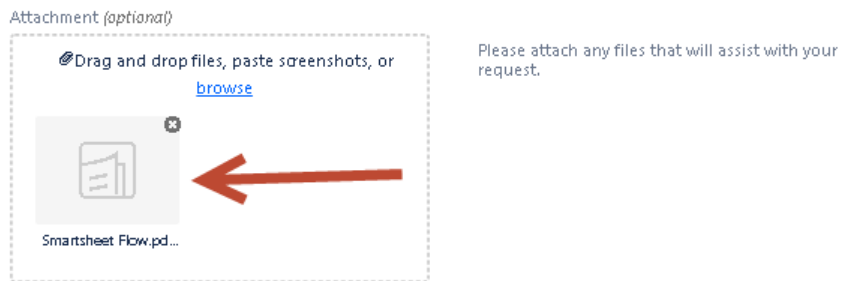 Attachment (optional)
Drag and drop files, paste screenshots, or
browse
Please attach any files that will assist with your
request.
Smartsheet Flow.pd...